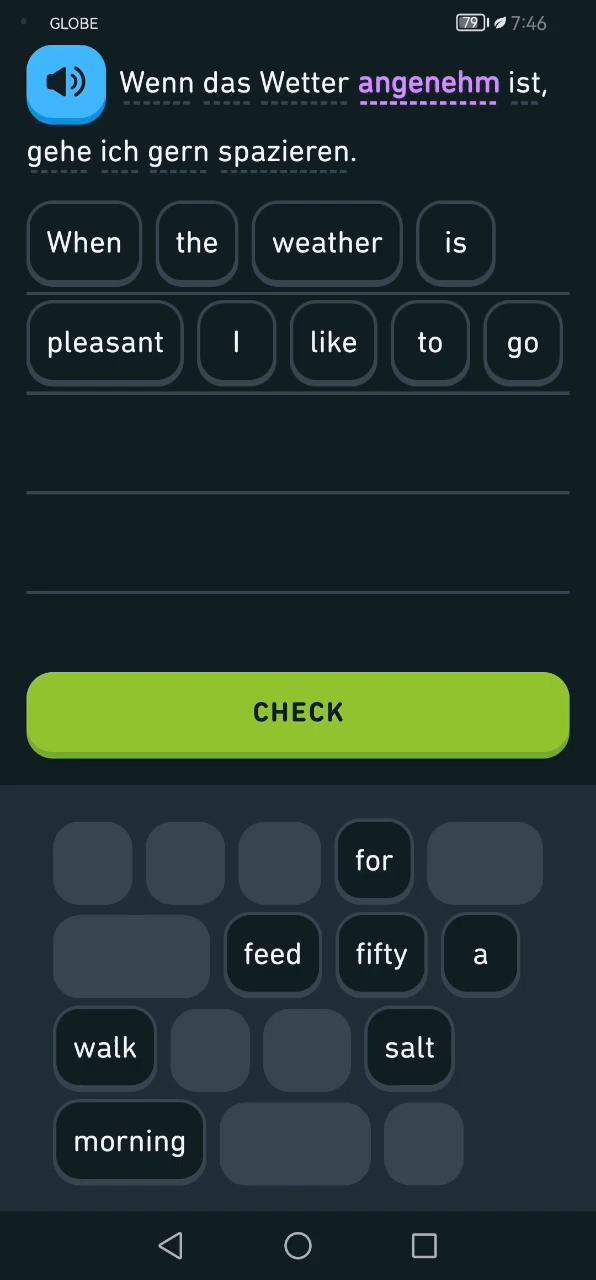 GLOBE 79 7:46
Wenn das Wetter angenehm ist,
gehe ich gern spazieren.
When the weather is
pleasant I like to go
CHECK
for
feed fifty a
walk salt
morning